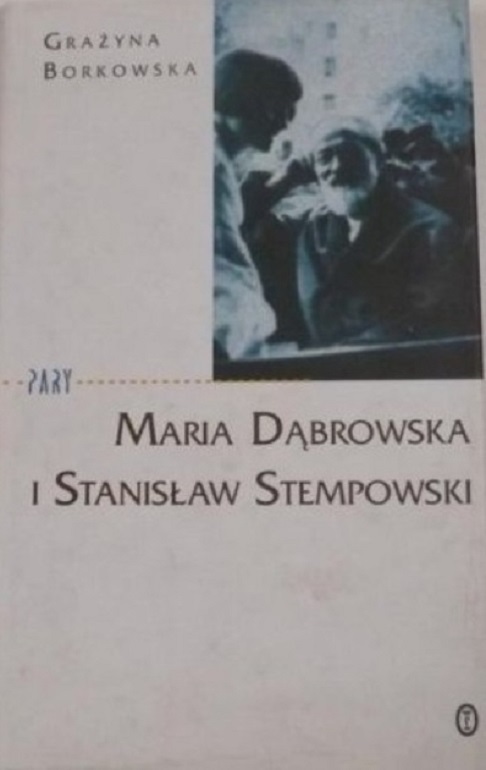 GRAŻYNA
BORKOWSKA
PARY
MARIA DĄBROWSKA
I STANISŁAW STEMPOWSKI